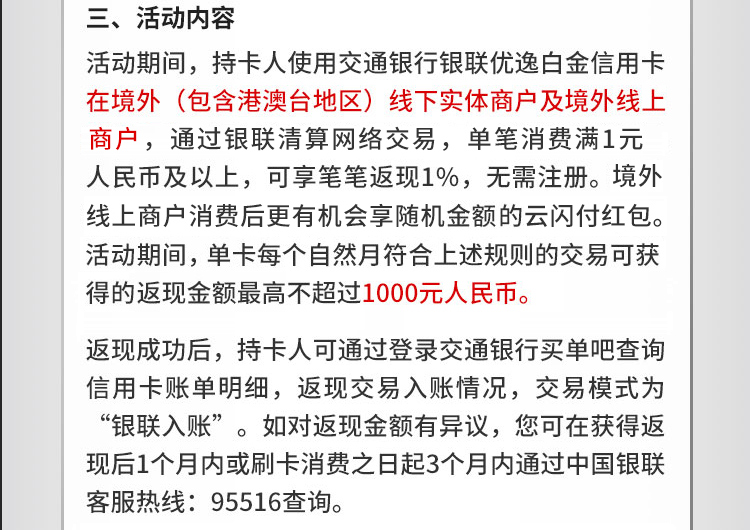 三、活动内容
活动期间，持卡人使用交通银行银联优逸白金信用卡
在境外（包含港澳台地区）线下实体商户及境外线上
商户，通过银联清算网络交易，单笔消费满1元
人民币及以上，可享笔笔返现1%，无需注册。境外
线上商户消费后更有机会享随机金额的云闪付红包。
活动期间，单卡每个自然月符合上述规则的交易可获
得的返现金额最高不超过1000元人民币。
返现成功后，持卡人可通过登录交通银行买单吧查询
信用卡账单明细，返现交易入账情况，交易模式为
“银联入账”。如对返现金额有异议，您可在获得返
现后1个月内或刷卡消费之日起3个月内通过中国银联
客服热线：95516查询。